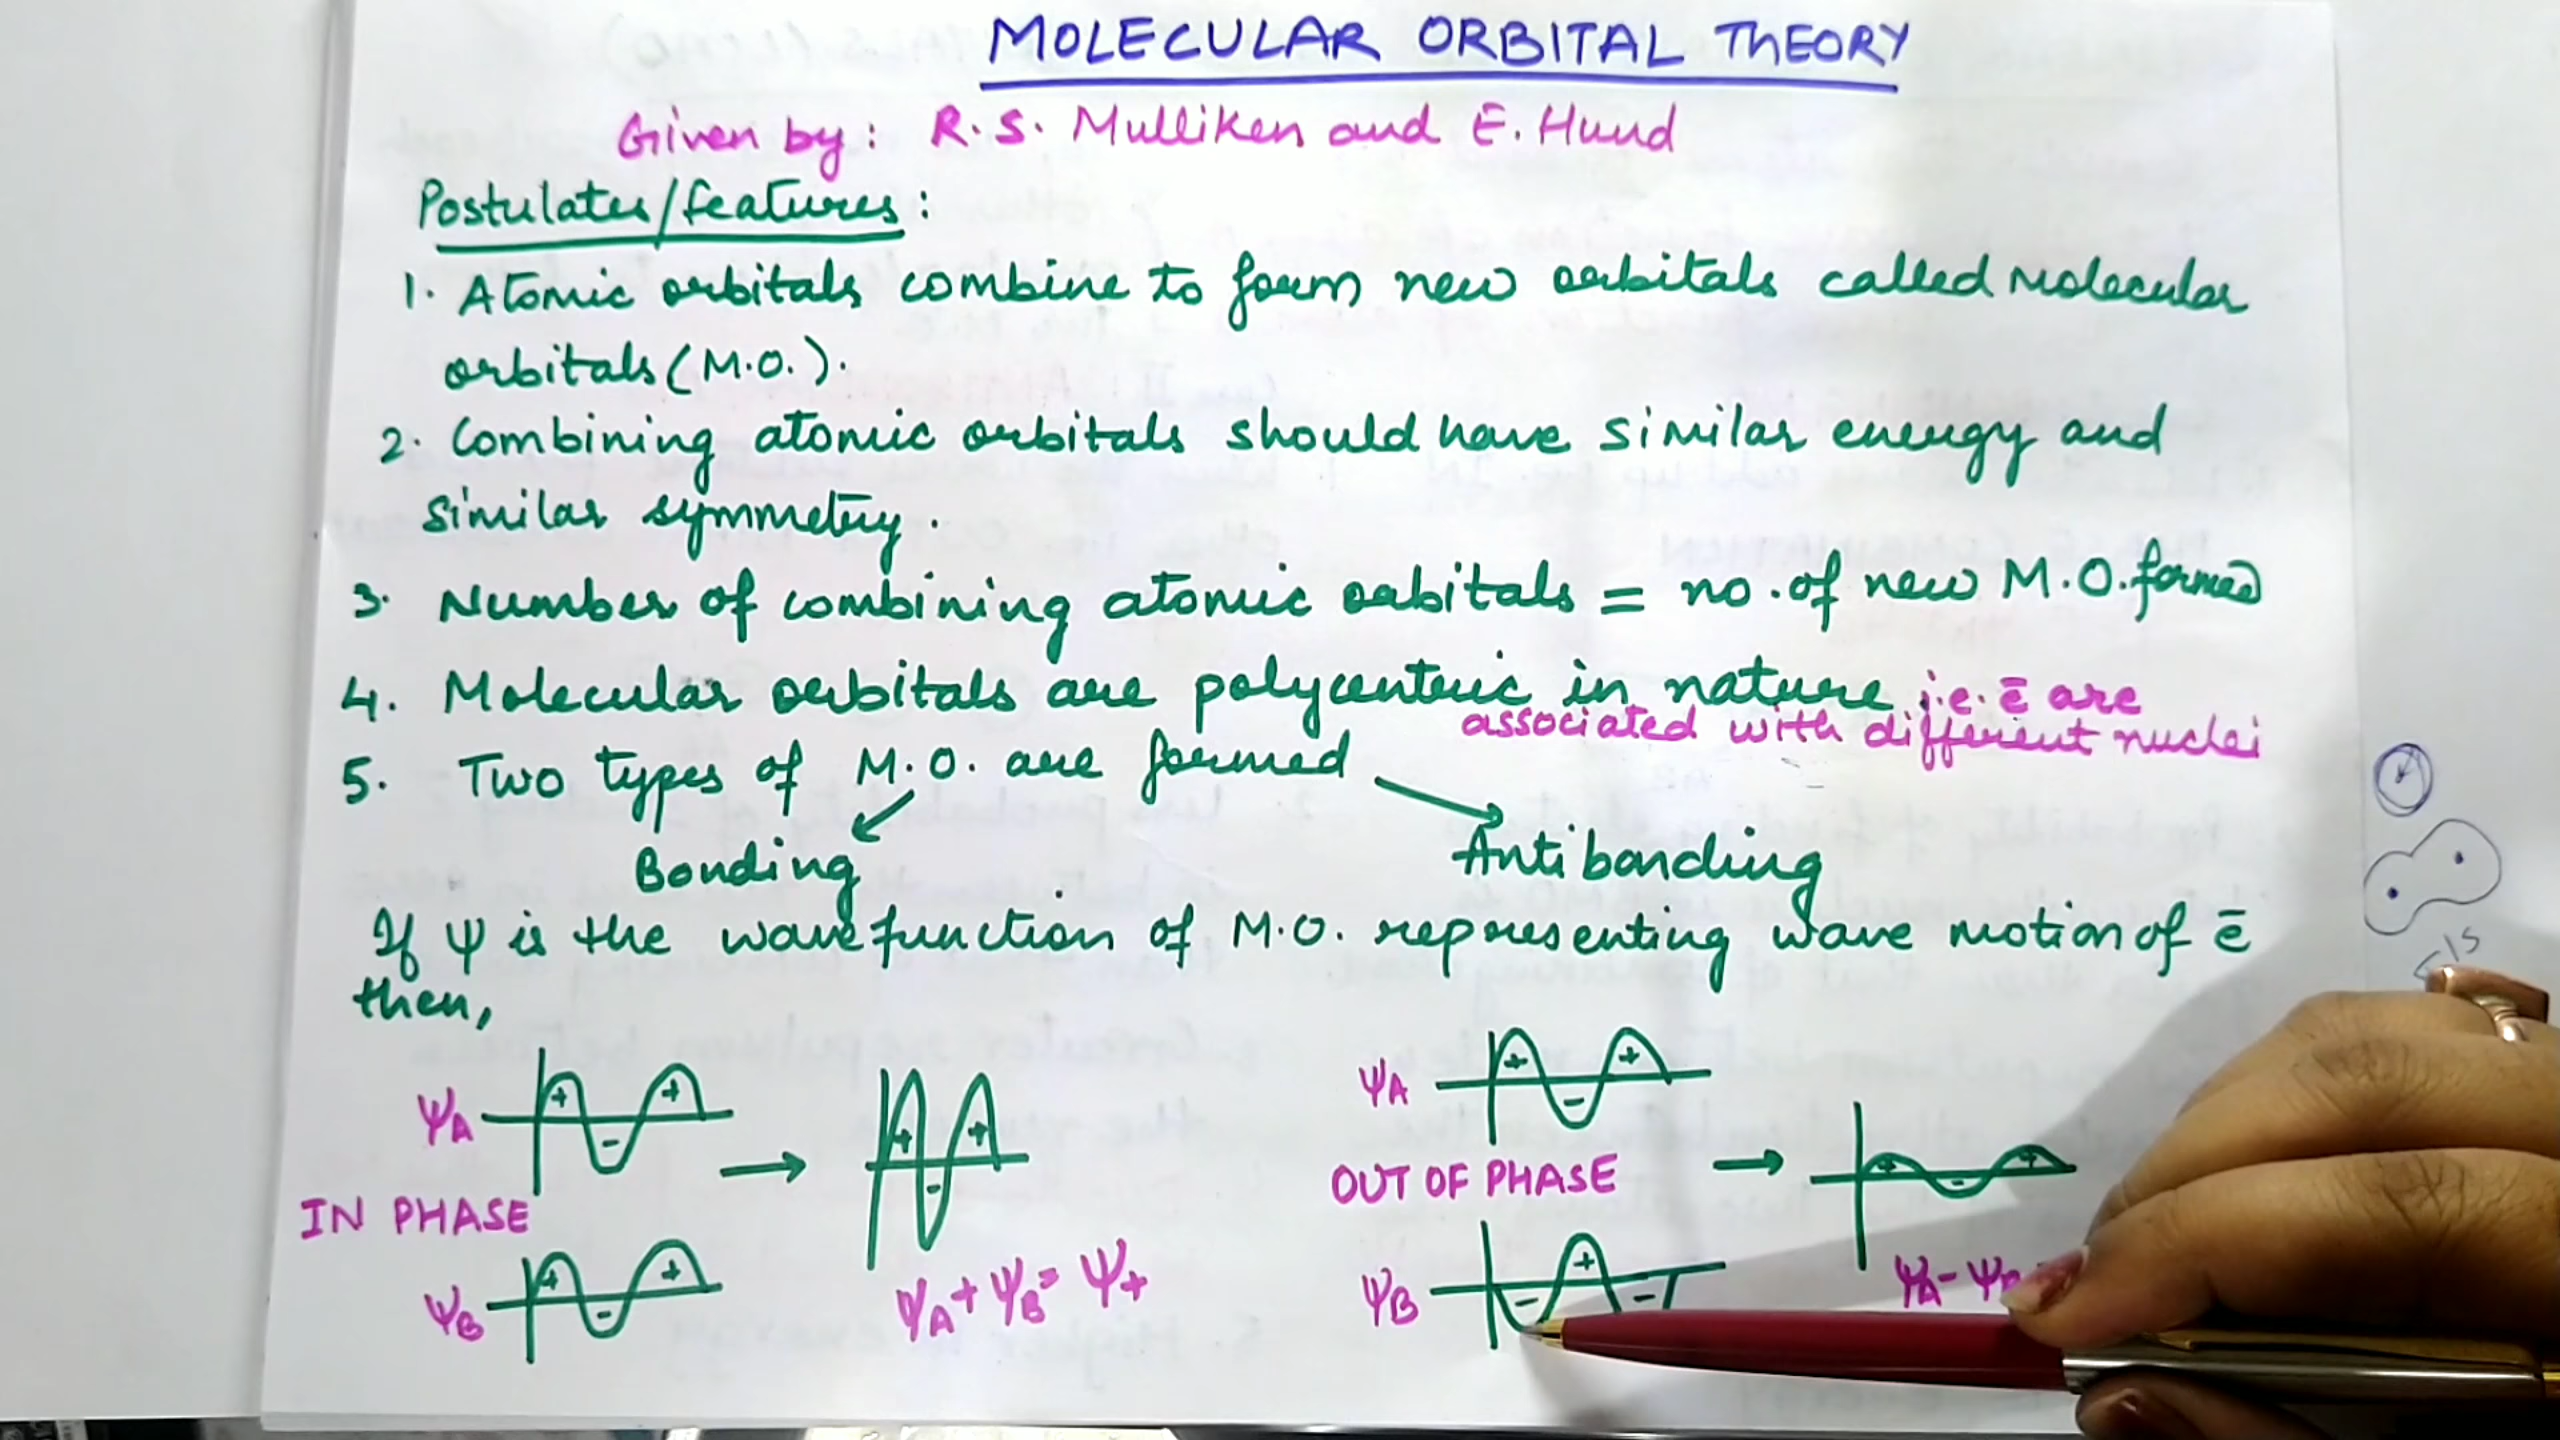 MOLECULAR ORBITAL THEORY
Given by: R.S. Mulliken and E. Hund
Postulates/features:
1. Atomic orbitals combine to form new orbitals called Molecular
orbitals (M.O.).
2. Combining atomic orbitals should have similar energy and
similar symmetry.
3. Number of combining atomic orbitals = no. of new M.O. formed
4. Molecular orbitals are polycentric in nature i.e. ē are
associated with different nuclei
5. Two types of M.O. are formed
Bonding
Antibonding
If ψ is the wave function of M.O. representing wave motion of ē
then,
ψA + - +
IN PHASE
ψB + - +
+ - +
ψA + ψB = ψ+
ψA + - +
OUT OF PHASE
ψB - + -
+ - +
ψA - ψB